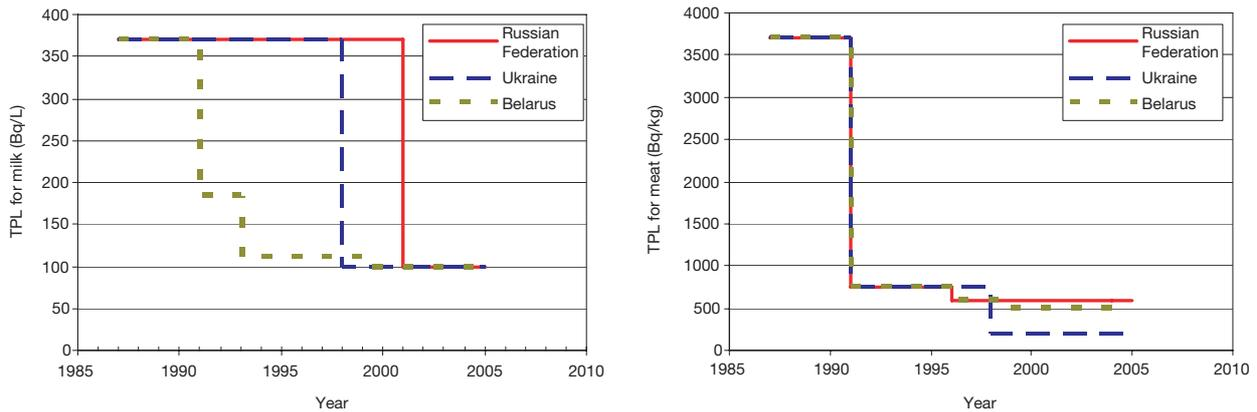 TPL for milk (Bq/L)
400
350
300
250
200
150
100
50
0
1985
1990
1995
2000
2005
2010
Year
Russian
Federation
Ukraine
Belarus
TPL for meat (Bq/kg)
4000
3500
3000
2500
2000
1500
1000
500
0
1985
1990
1995
2000
2005
2010
Year
Russian
Federation
Ukraine
Belarus